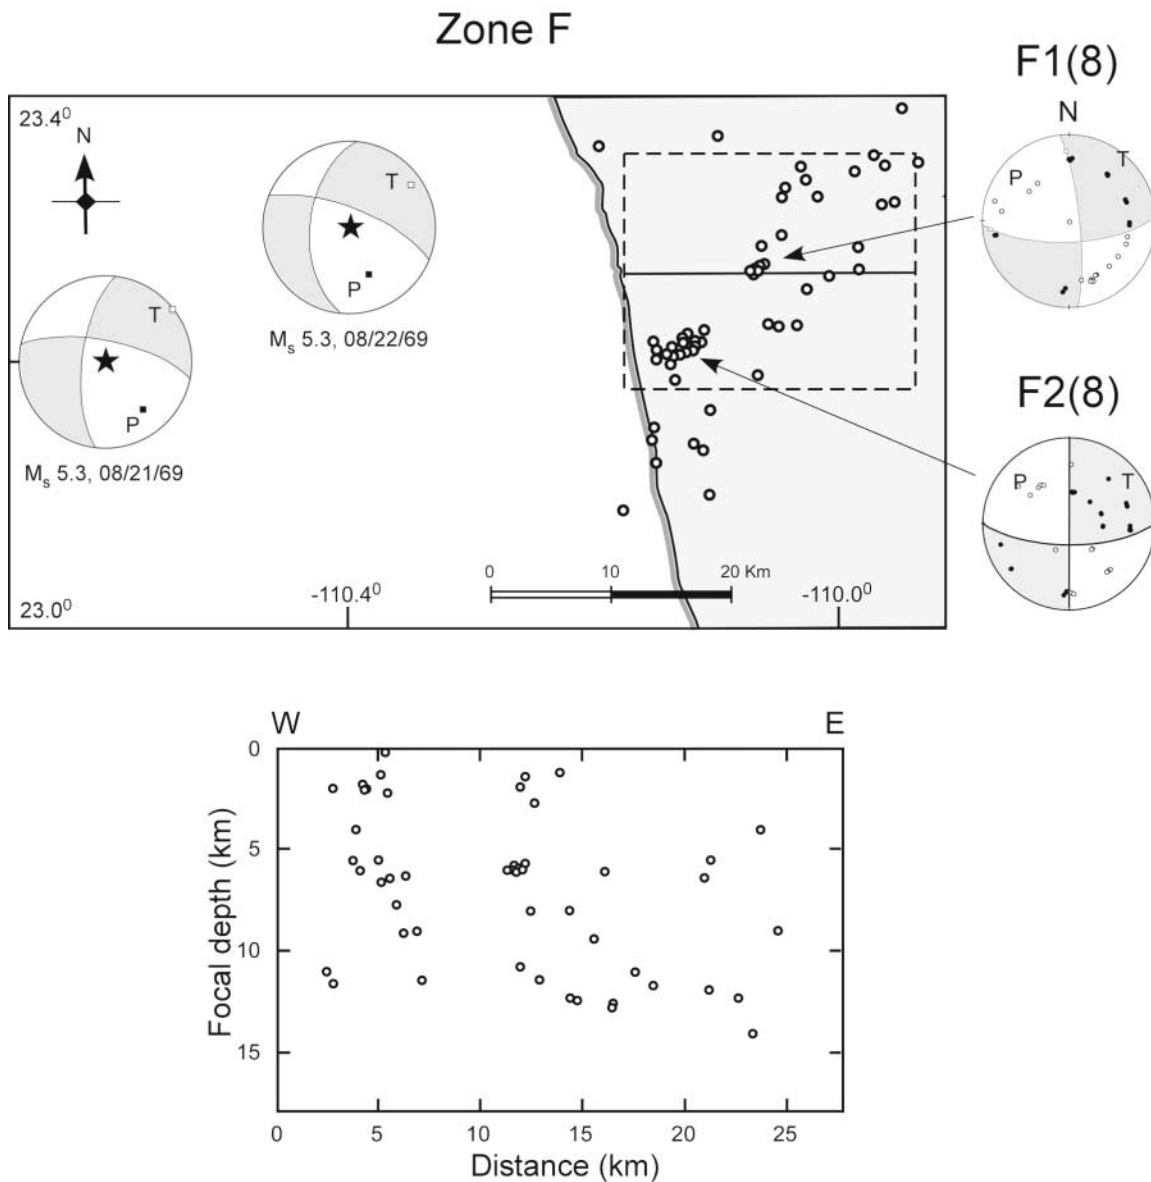 Zone F
F1(8)
23.4⁰
N
N
T
P
T
P
Mₛ 5.3, 08/22/69
T
P
Mₛ 5.3, 08/21/69
F2(8)
P
T
0 10 20 Km
23.0⁰
-110.4⁰
-110.0⁰
W E
0
5
10
15
Focal depth (km)
0 5 10 15 20 25
Distance (km)